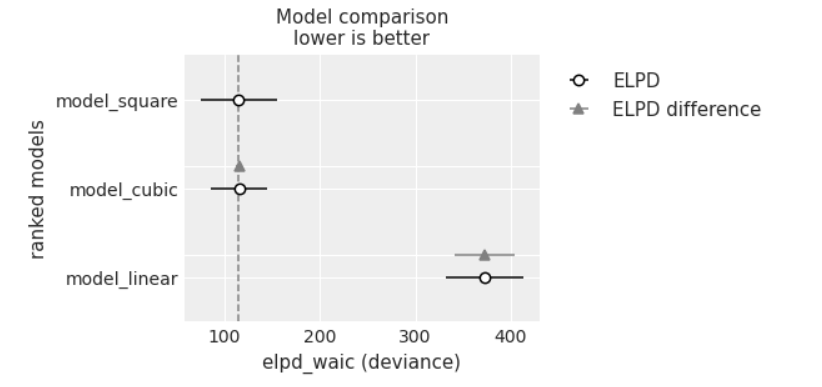 Model comparison
lower is better
ELPD
ELPD difference
ranked models
model_square
model_cubic
model_linear
100 200 300 400
elpd_waic (deviance)